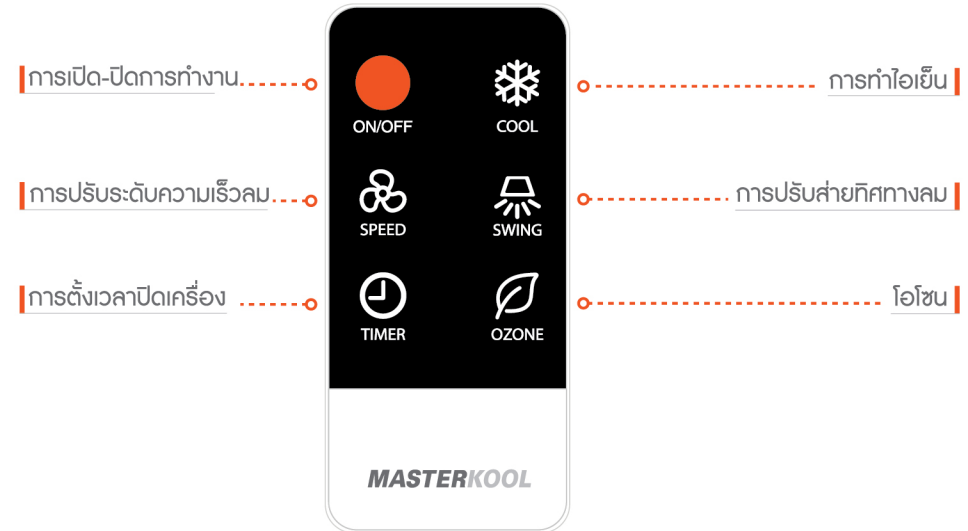 การเปิด-ปิดการทำงาน
ON/OFF
COOL
การทำไอเย็น
การปรับระดับความเร็วลม
SPEED
SWING
การปรับส่ายทิศทางลม
การตั้งเวลาปิดเครื่อง
TIMER
OZONE
โอโซน
MASTERKOOL